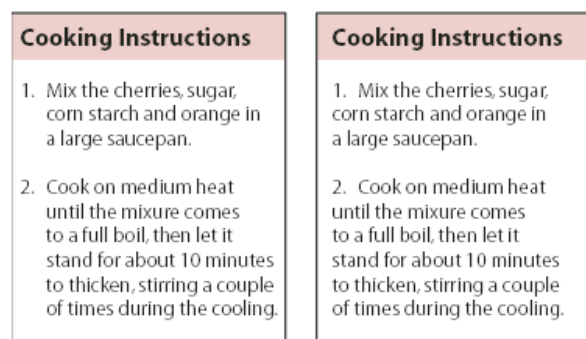 Cooking Instructions
1. Mix the cherries, sugar,
corn starch and orange in
a large saucepan.
2. Cook on medium heat
until the mixure comes
to a full boil, then let it
stand for about 10 minutes
to thicken, stirring a couple
of times during the cooling.
Cooking Instructions
1. Mix the cherries, sugar,
corn starch and orange in
a large saucepan.
2. Cook on medium heat
until the mixure comes
to a full boil, then let it
stand for about 10 minutes
to thicken, stirring a couple
of times during the cooling.